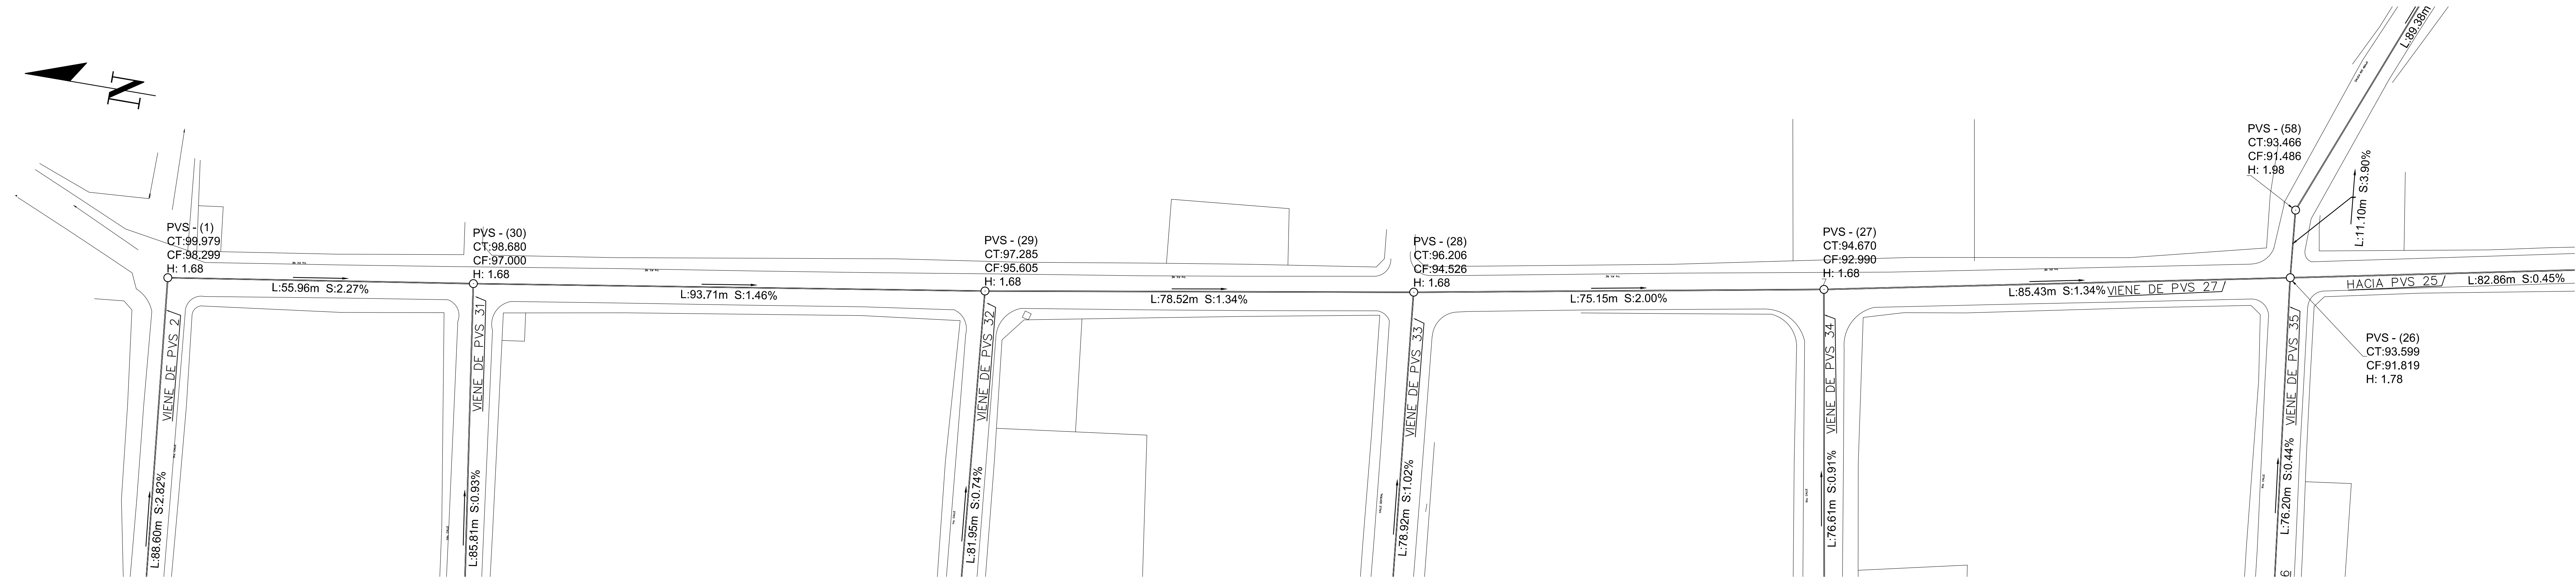 N
PVS - (1)
CT:99.979
CF:98.299
H: 1.68
L:55.96m S:2.27%
VIENE DE PVS 2
L:88.60m S:2.82%
PVS - (30)
CT:98.680
CF:97.000
H: 1.68
L:93.71m S:1.46%
VIENE DE PVS 31
L:85.81m S:0.93%
PVS - (29)
CT:97.285
CF:95.605
H: 1.68
L:78.52m S:1.34%
VIENE DE PVS 32
L:81.95m S:0.74%
PVS - (28)
CT:96.206
CF:94.526
H: 1.68
L:75.15m S:2.00%
VIENE DE PVS 33
L:78.92m S:1.02%
PVS - (27)
CT:94.670
CF:92.990
H: 1.68
L:85.43m S:1.34%
VIENE DE PVS 27
VIENE DE PVS 34
L:76.61m S:0.91%
PVS - (58)
CT:93.466
CF:91.486
H: 1.98
L:11.10m S:3.90%
L:89.38m
HACIA PVS 25
L:82.86m S:0.45%
VIENE DE PVS 35
L:76.20m S:0.44%
PVS - (26)
CT:93.599
CF:91.819
H: 1.78